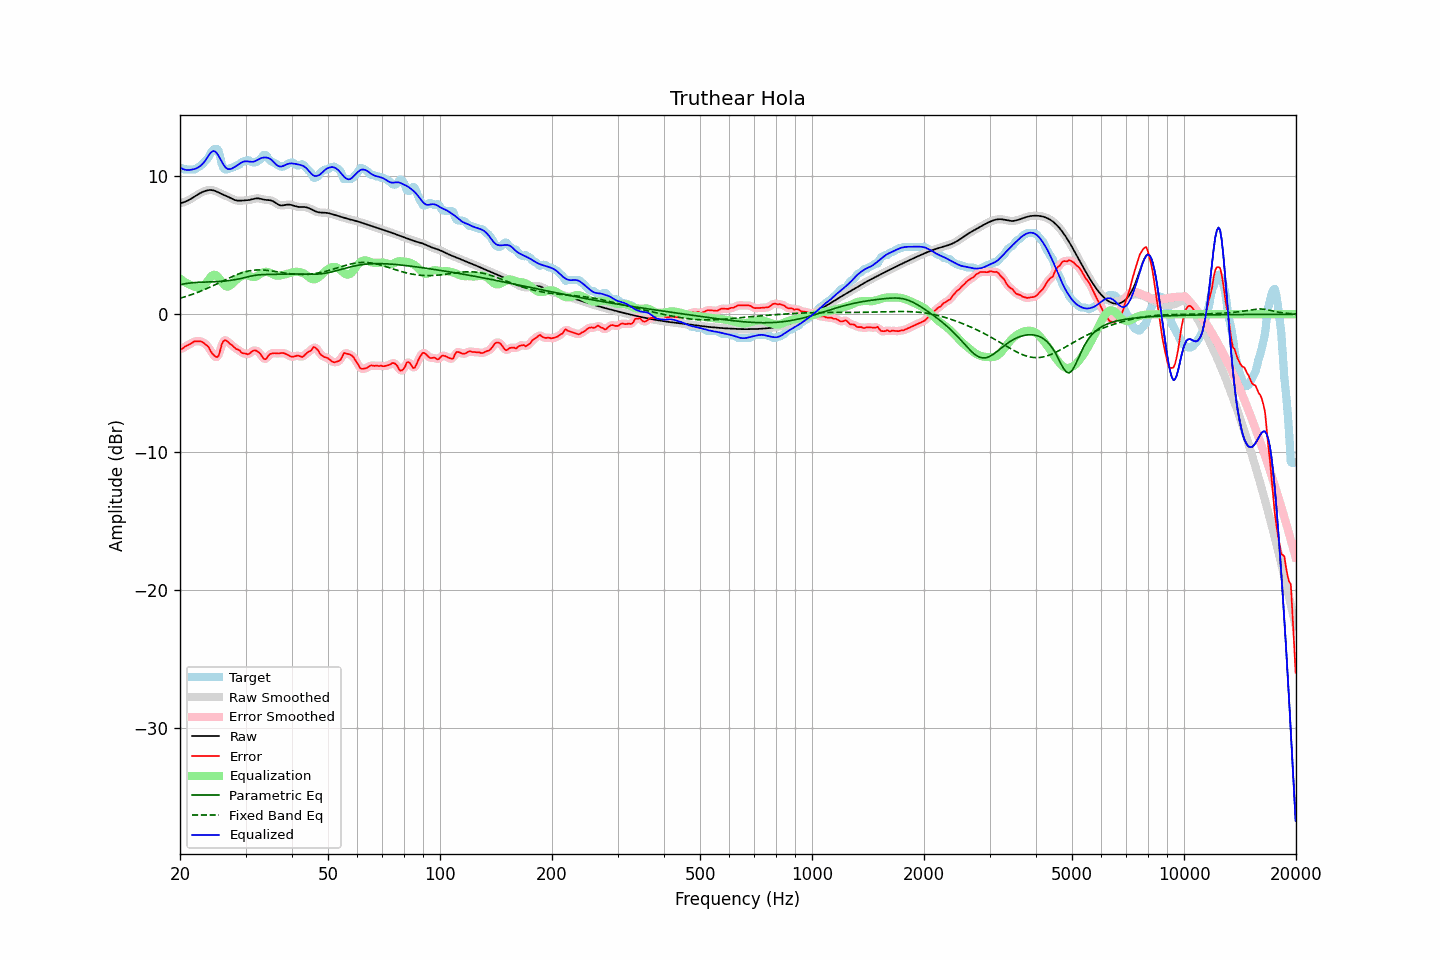 Truthear Hola
Amplitude (dBr)
10
0
−10
−20
−30
Target
Raw Smoothed
Error Smoothed
Raw
Error
Equalization
Parametric Eq
Fixed Band Eq
Equalized
20 50 100 200 500 1000 2000 5000 10000 20000
Frequency (Hz)